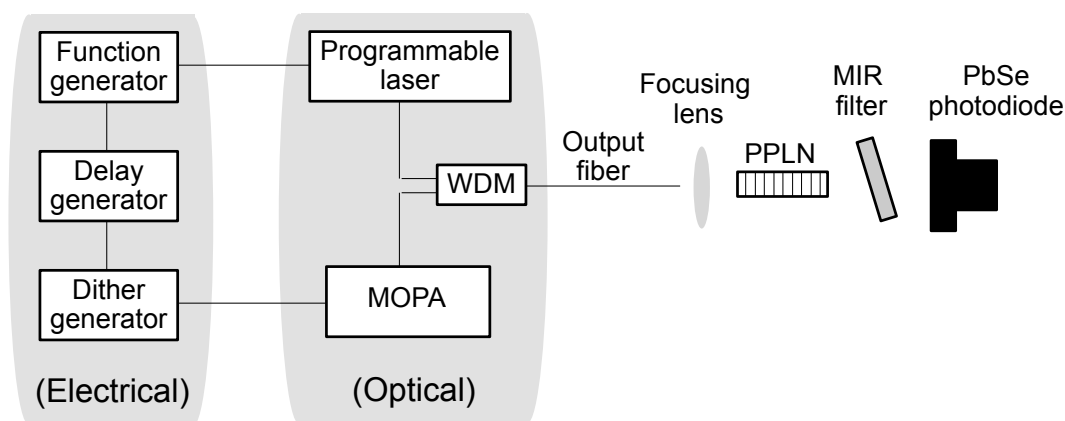 Function
generator
Delay
generator
Dither
generator
(Electrical)
Programmable
laser
WDM
MOPA
(Optical)
Output
fiber
Focusing
lens
PPLN
MIR
filter
PbSe
photodiode